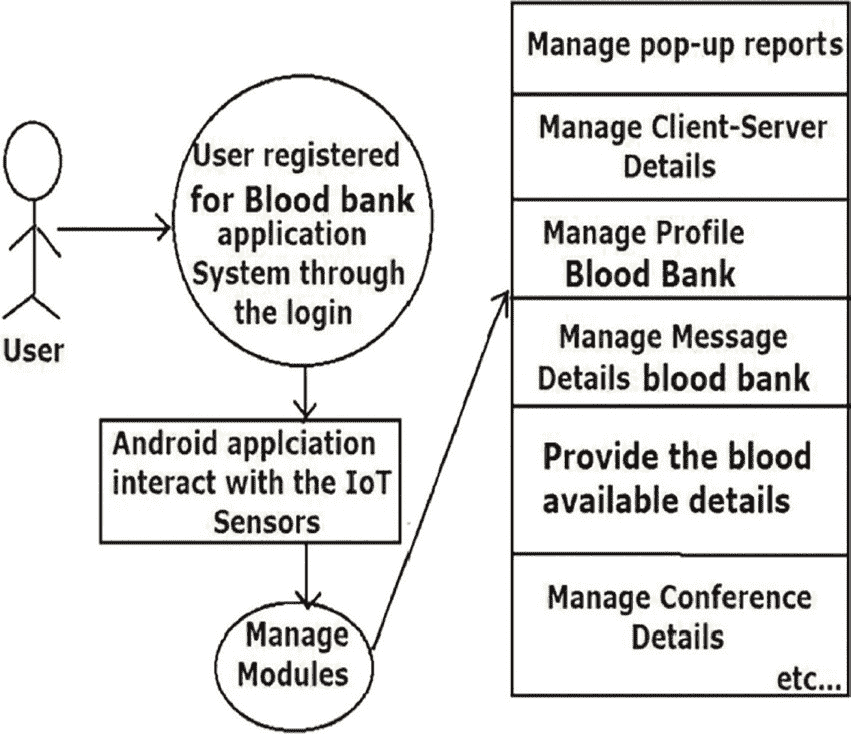 User
User registered
for Blood bank
application
System through
the login
Android applciation
interact with the IoT
Sensors
Manage
Modules
Manage pop-up reports
Manage Client-Server
Details
Manage Profile
Blood Bank
Manage Message
Details blood bank
Provide the blood
available details
Manage Conference
Details
etc...